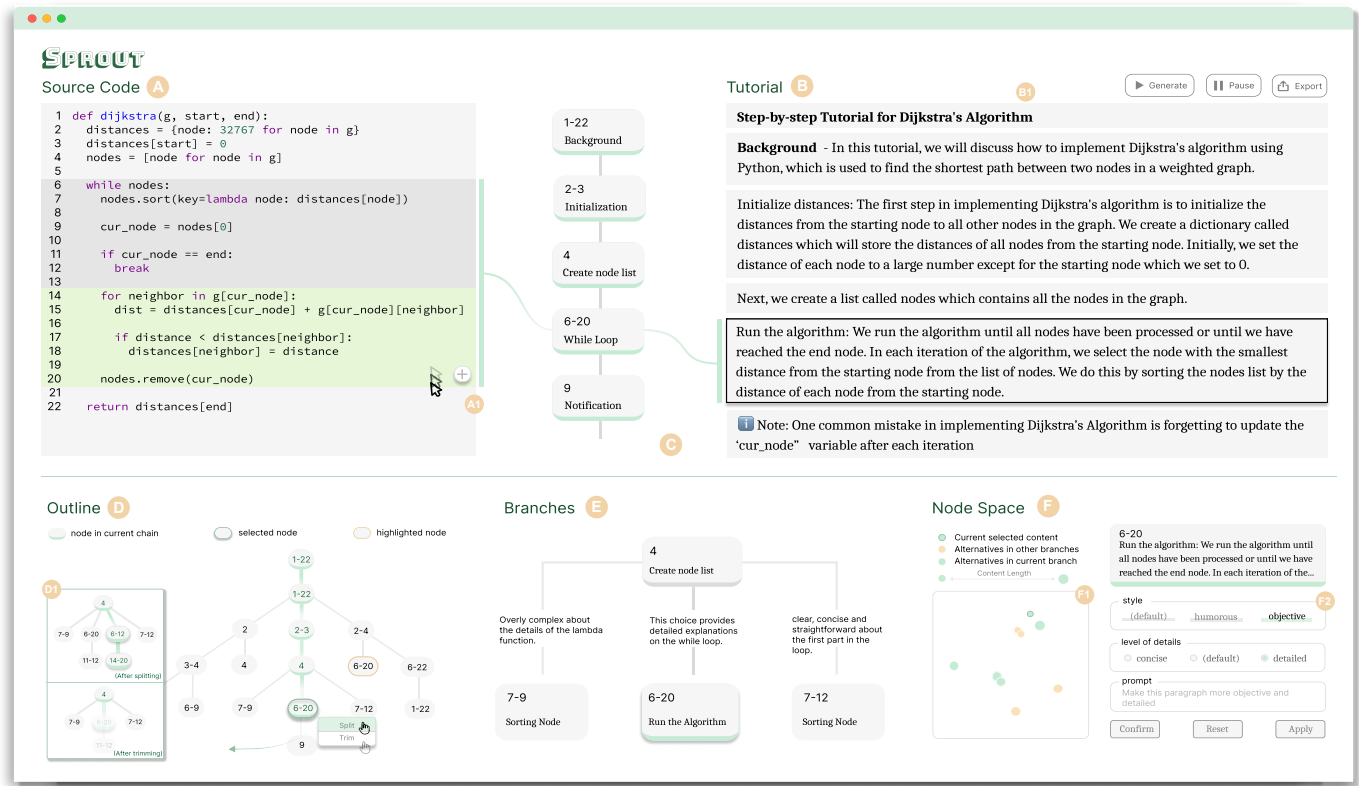 SPROUT
Source Code A
1 def dijkstra(g, start, end):
2 distances = {node: 32767 for node in g}
3 distances[start] = 0
4 nodes = [node for node in g]
5
6 while nodes:
7 nodes.sort(key=lambda node: distances[node])
8
9 cur_node = nodes[0]
10
11 if cur_node == end:
12 break
13
14 for neighbor in g[cur_node]:
15 dist = distances[cur_node] + g[cur_node][neighbor]
16
17 if distance < distances[neighbor]:
18 distances[neighbor] = distance
19
20 nodes.remove(cur_node)
21
22 return distances[end]
A1
1-22
Background
2-3
Initialization
4
Create node list
6-20
While Loop
9
Notification
C
Tutorial B
B1
Generate
Pause
Export
Step-by-step Tutorial for Dijkstra's Algorithm
Background - In this tutorial, we will discuss how to implement Dijkstra's algorithm using
Python, which is used to find the shortest path between two nodes in a weighted graph.
Initialize distances: The first step in implementing Dijkstra's algorithm is to initialize the
distances from the starting node to all other nodes in the graph. We create a dictionary called
distances which will store the distances of all nodes from the starting node. Initially, we set the
distance of each node to a large number except for the starting node which we set to 0.
Next, we create a list called nodes which contains all the nodes in the graph.
Run the algorithm: We run the algorithm until all nodes have been processed or until we have
reached the end node. In each iteration of the algorithm, we select the node with the smallest
distance from the starting node from the list of nodes. We do this by sorting the nodes list by the
distance of each node from the starting node.
i Note: One common mistake in implementing Dijkstra's Algorithm is forgetting to update the
‘cur_node” variable after each iteration
Outline D
node in current chain
selected node
highlighted node
D1
4
7-9 6-20 6-12 7-12
11-12 14-20
(After splitting)
4
7-9 6-20 7-12
11-12
(After trimming)
1-22
1-22
2 2-3 2-4
3-4 4 4 6-20 6-22
6-9 7-9 6-20 7-12 1-22
Split
Trim
9
Branches E
4
Create node list
Overly complex about
the details of the lambda
function.
This choice provides
detailed explanations
on the while loop.
clear, concise and
straightforward about
the first part in the
loop.
7-9
Sorting Node
6-20
Run the Algorithm
7-12
Sorting Node
Node Space F
Current selected content
Alternatives in other branches
Alternatives in current branch
Content Length
F1
6-20
Run the algorithm: We run the algorithm until
all nodes have been processed or until we have
reached the end node. In each iteration of the...
F2
style
(default) humorous objective
level of details
concise (default) detailed
prompt
Make this paragraph more objective and
detailed
Confirm
Reset
Apply